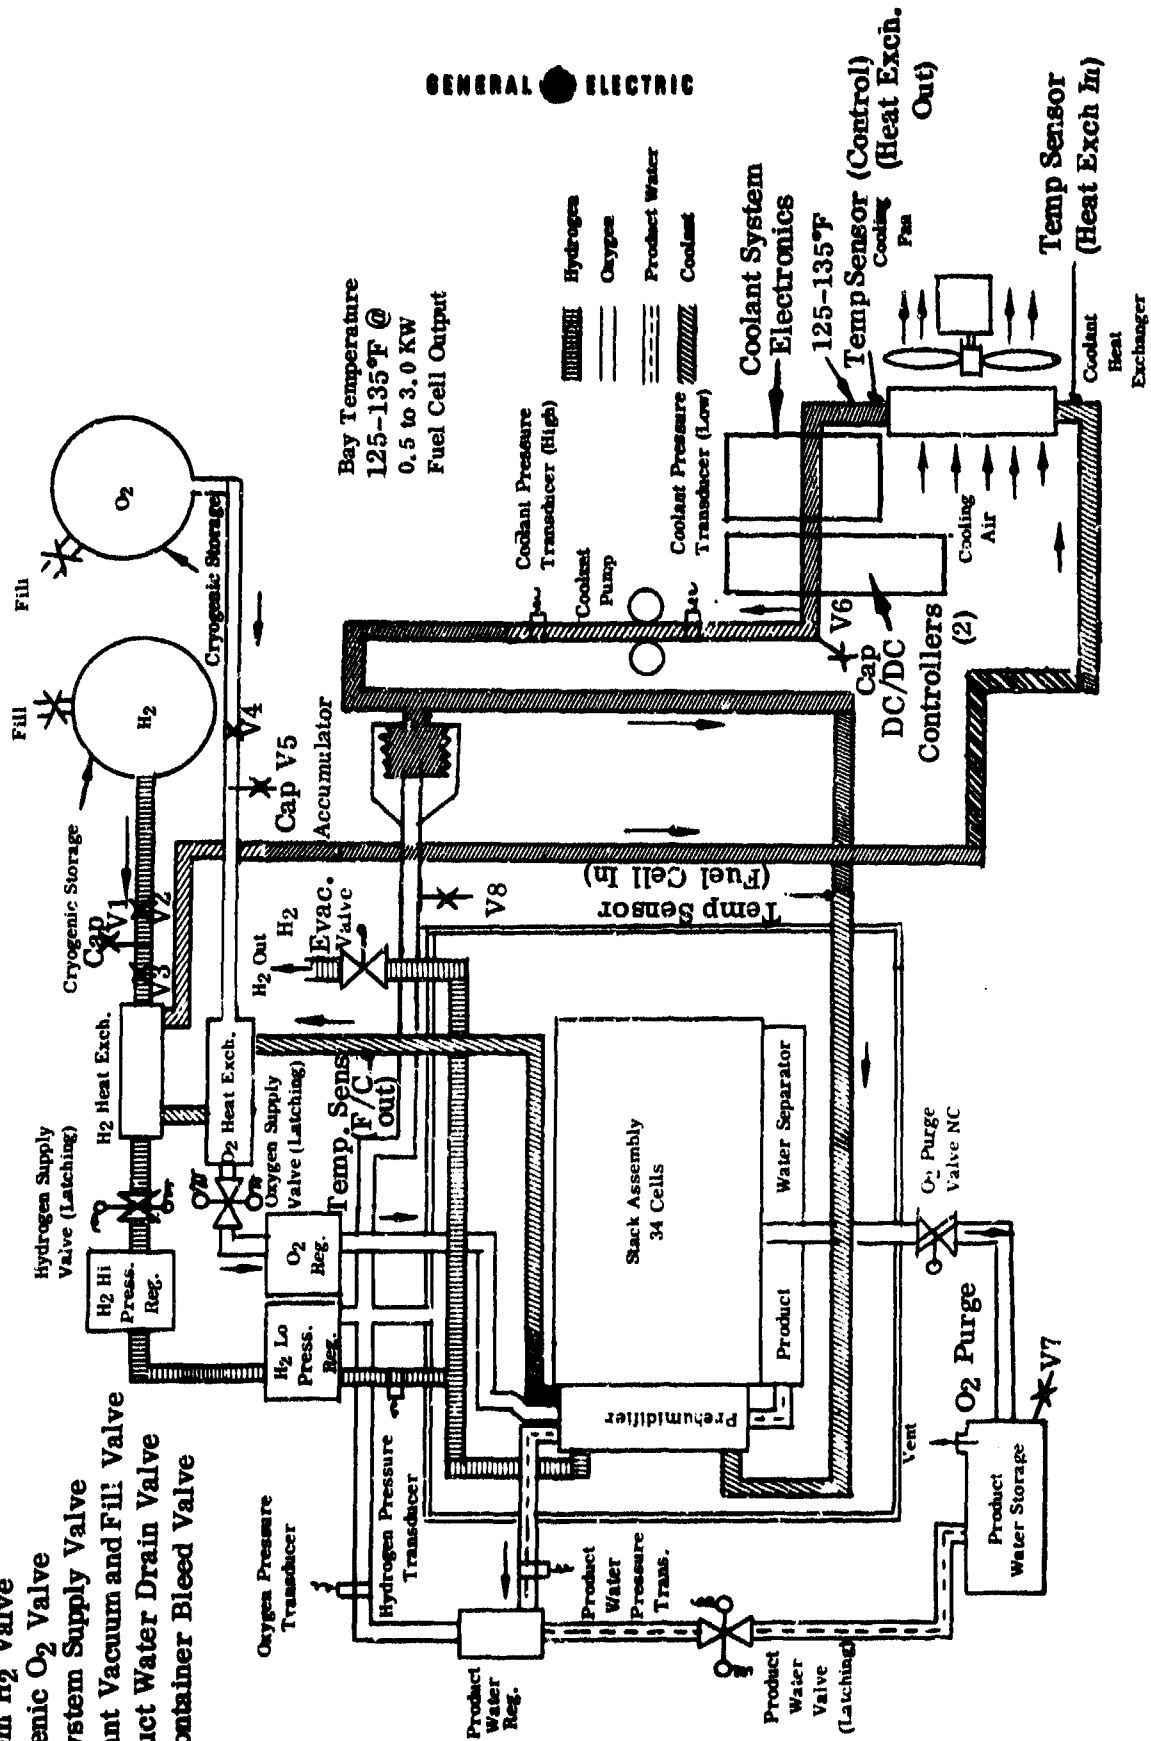 GENERAL ELECTRIC
H2 Valve
O2 Valve
Supply Valve
Vacuum and Fill Valve
Water Drain Valve
Bleed Valve
Fill
Fill
O2
H2
Cryogenic Storage
Cryogenic Storage
Cap
V1
V2
V3
V4
Cap V5
Bay Temperature
125-135°F @
0.5 to 3.0 KW
Fuel Cell Output
Hydrogen
Oxygen
Product Water
Coolant
Hydrogen Supply
Valve (Latching)
H2 Heat Exch.
O2 Heat Exch.
Oxygen Supply
Valve (Latching)
H2 Hi
Press.
Reg.
H2 Lo
Press.
Reg.
O2
Reg.
Temp. Sens
(F/C
out)
H2 Out
H2
Evac.
Valve
Accumulator
V8
Temp Sensor
(Fuel Cell In)
Coolant Pressure
Transducer (High)
Coolant
Pump
Coolant Pressure
Transducer (Low)
Coolant System
Electronics
125-135°F
Temp Sensor (Control)
(Heat Exch.
Out)
Cooling
Fan
Temp Sensor
(Heat Exch In)
Coolant
Heat
Exchanger
Cooling
Air
V6
Cap
DC/DC
Controllers
(2)
Oxygen Pressure
Transducer
Hydrogen Pressure
Transducer
Stack Assembly
34 Cells
Product
Water Separator
Prehumidifier
O2 Purge
Valve NC
O2 Purge
V7
Vent
Product
Water Storage
Product
Water
Reg.
Product
Water
Pressure
Trans.
Product
Water
Valve
(Latching)